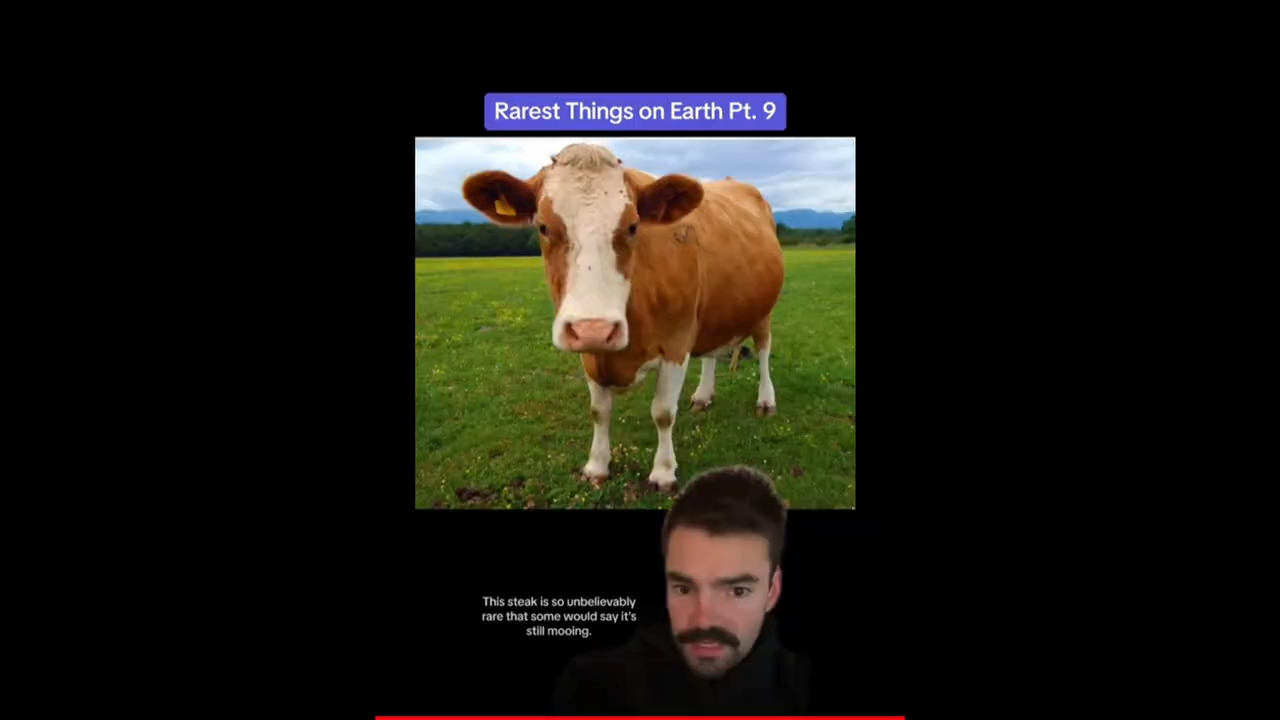 Rarest Things on Earth Pt. 9
This steak is so unbelievably
rare that some would say it's
still mooing.